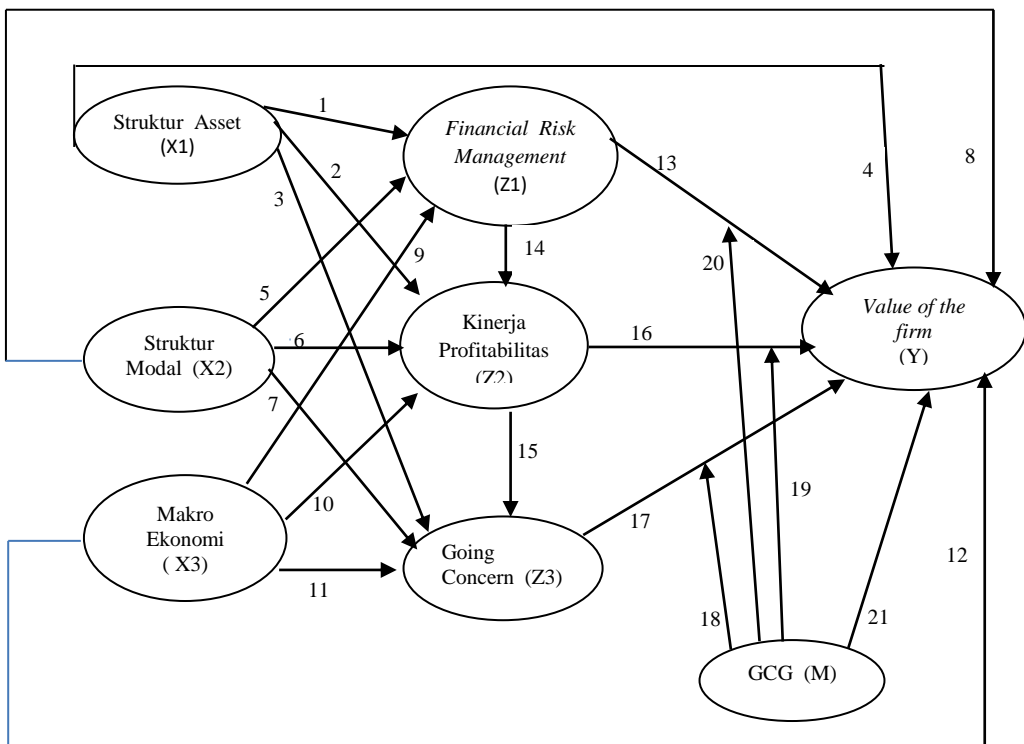 Struktur Asset
(X1)
1
Financial Risk
Management
(Z1)
2
3
13
4
8
20
9
14
5
Struktur
Modal (X2)
6
Kinerja
Profitabilitas
(Z2)
16
Value of the
firm
(Y)
7
15
19
10
17
Makro
Ekonomi
( X3)
Going
Concern (Z3)
12
11
18
21
GCG (M)